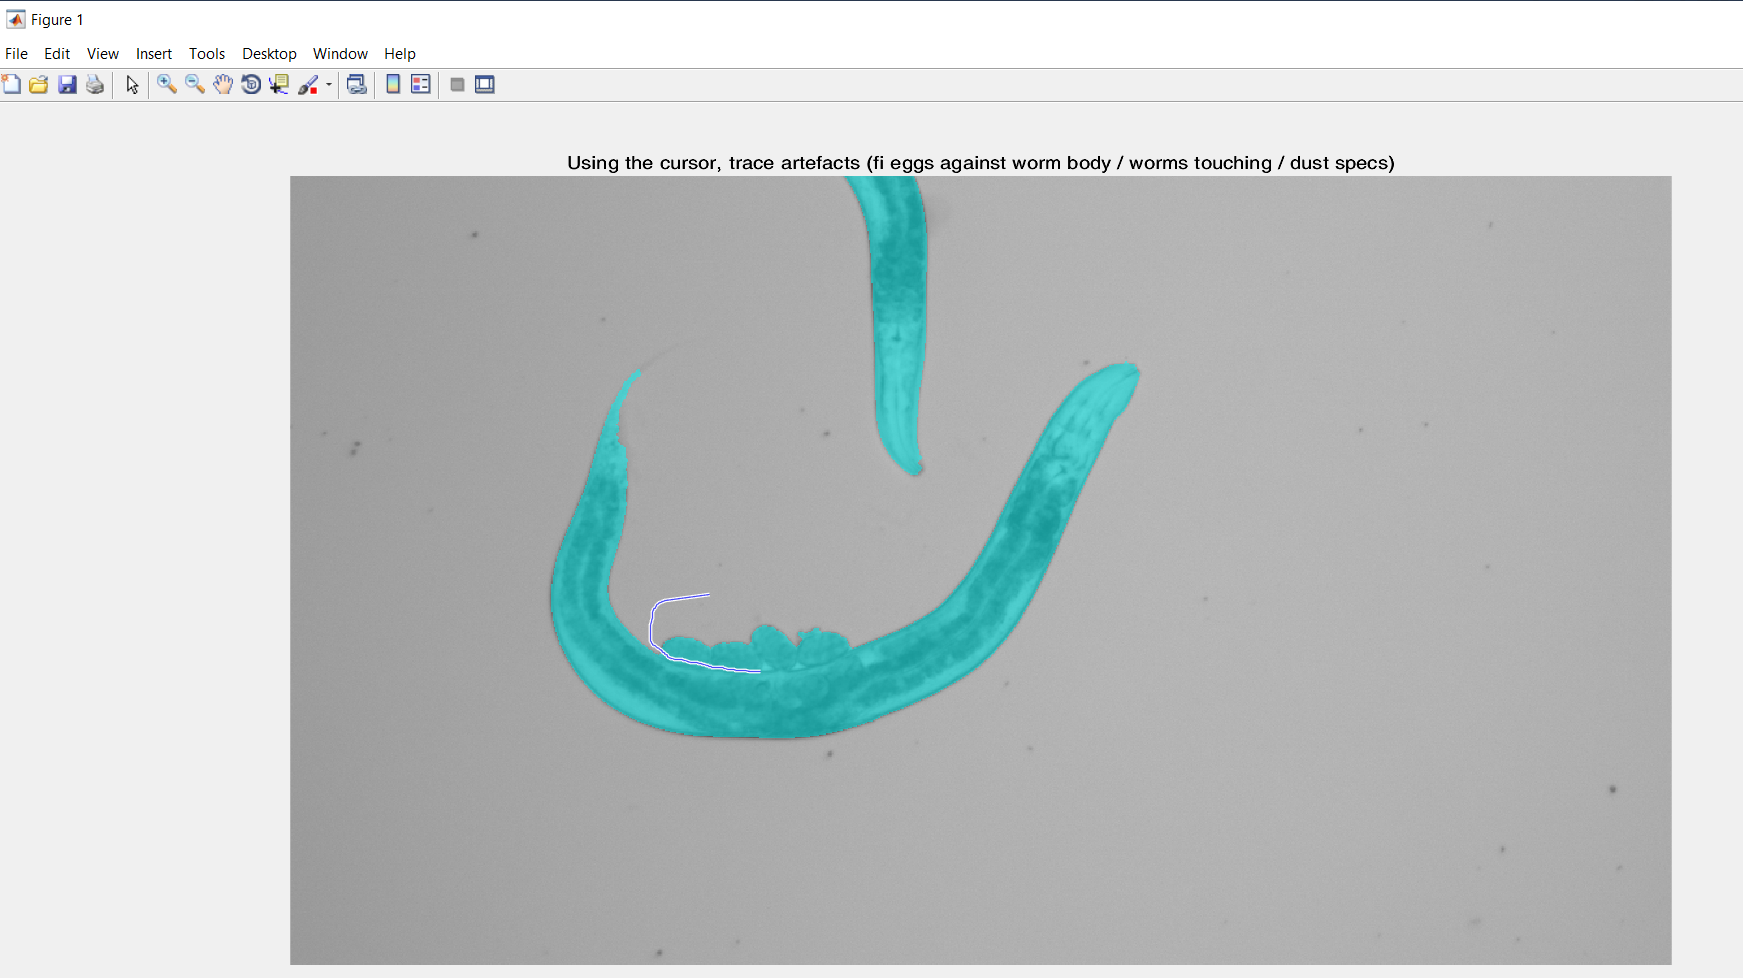 Figure 1
File Edit View Insert Tools Desktop Window Help
Using the cursor, trace artefacts (fi eggs against worm body / worms touching / dust specs)